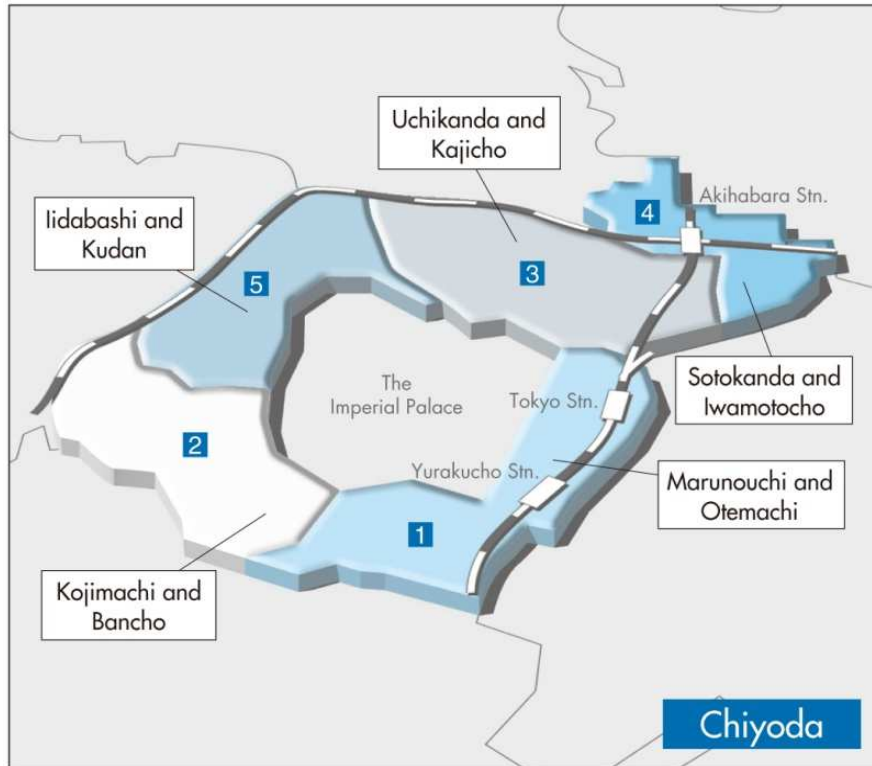 Uchikanda and
Kajicho
Iidabashi and
Kudan
4
Akihabara Stn.
5
3
The
Imperial Palace
Tokyo Stn.
Sotokanda and
Iwamotocho
2
Yurakucho Stn.
Marunouchi and
Otemachi
1
Kojimachi and
Bancho
Chiyoda